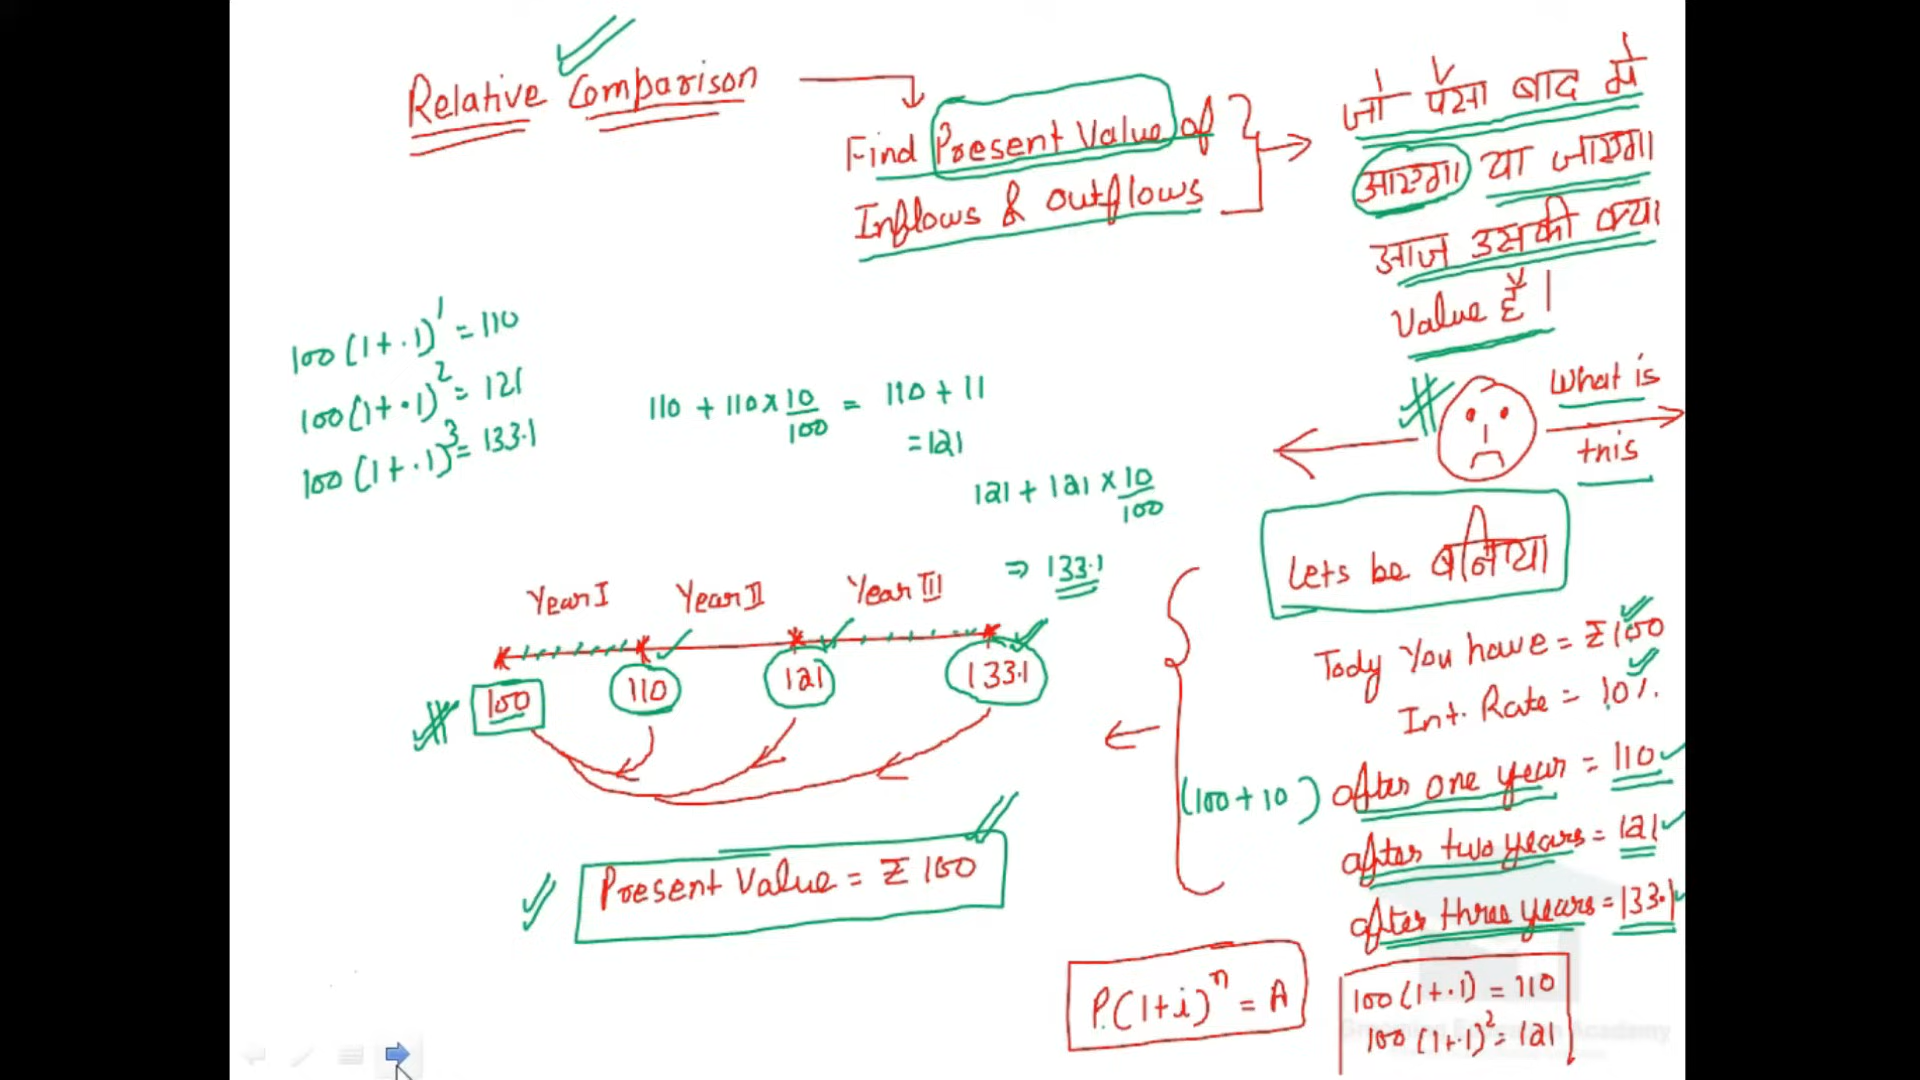 Relative Comparison
Find Present Value of
Inflows & outflows
जो पैसा बाद में
आएगा या जाएगा
आज उसकी क्या
Value है ।
100(1+.1)¹ = 110
100(1+.1)² = 121
100(1+.1)³ = 133.1
110 + 110 × 10/100 = 110 + 11
= 121
121 + 121 × 10/100
⇒ 133.1
What is
this
Lets be बनिया
Year I Year II Year III
100 110 121 133.1
Present Value = ₹ 100
Tody You have = ₹ 100
Int. Rate = 10%.
(100+10) after one year = 110
after two years = 121
after three years = 133.1
P.(1+i)ⁿ = A
100(1+.1) = 110
100(1+.1)² = 121